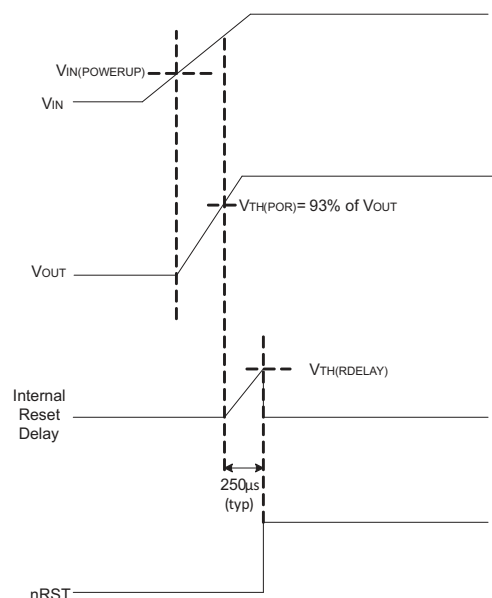 VIN(POWERUP)
VIN
VTH(POR)= 93% of VOUT
VOUT
VTH(RDELAY)
Internal
Reset
Delay
250µs
(typ)
nRST